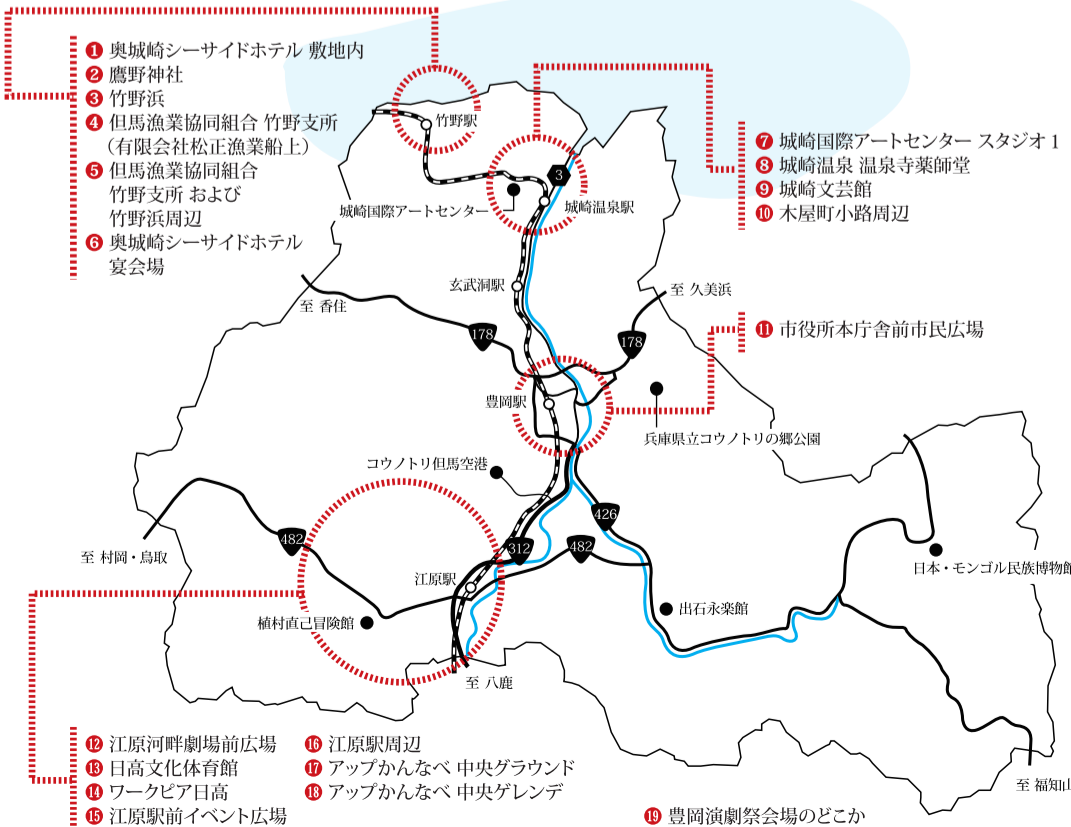 ❶ 奥城崎シーサイドホテル 敷地内
❷ 鷹野神社
❸ 竹野浜
❹ 但馬漁業協同組合 竹野支所
（有限会社松正漁業船上）
❺ 但馬漁業協同組合
竹野支所 および
竹野浜周辺
❻ 奥城崎シーサイドホテル
宴会場
❼ 城崎国際アートセンター スタジオ1
❽ 城崎温泉 温泉寺薬師堂
❾ 城崎文芸館
❿ 木屋町小路周辺
竹野駅
3
城崎国際アートセンター
城崎温泉駅
玄武洞駅
至 久美浜
至 香住
178
178
⓫ 市役所本庁舎前市民広場
豊岡駅
兵庫県立コウノトリの郷公園
コウノトリ但馬空港
482
312
482
426
至 村岡・鳥取
江原駅
日本・モンゴル民族博物館
植村直己冒険館
出石永楽館
至 八鹿
至 福知山
⓬ 江原河畔劇場前広場
⓭ 日高文化体育館
⓮ ワークピア日高
⓯ 江原駅前イベント広場
⓰ 江原駅周辺
⓱ アップかんなべ 中央グラウンド
⓲ アップかんなべ 中央ゲレンデ
⓳ 豊岡演劇祭会場のどこか